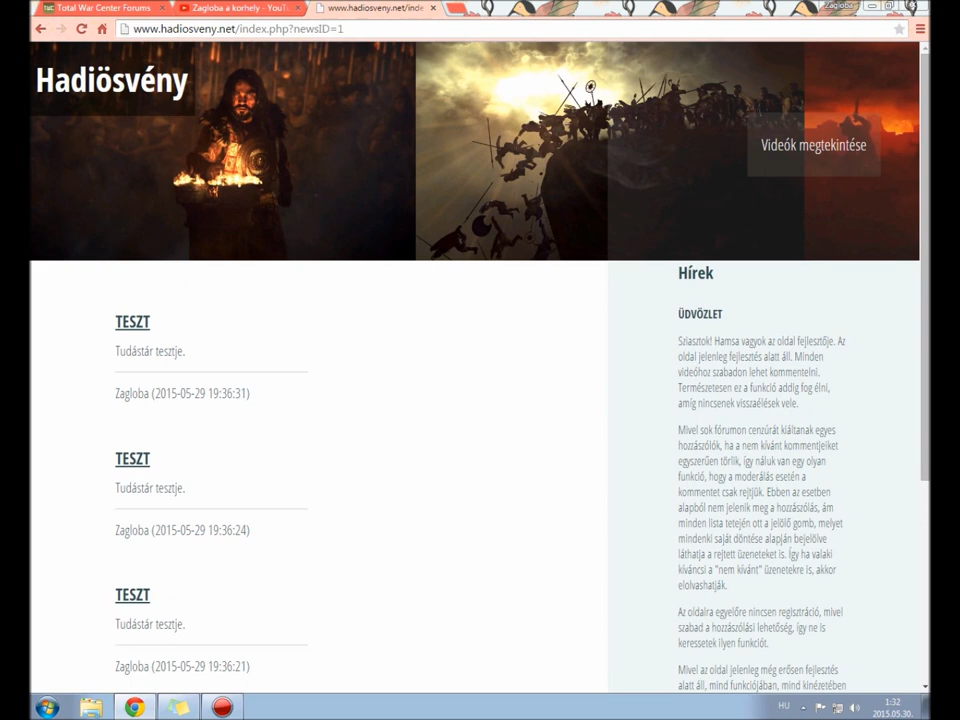 Total War Center Forums
Zagloba a korhely - YouTu
www.hadiosveny.net/inde
Zagloba
www.hadiosveny.net/index.php?newsID=1
Hadiösvény
Videók megtekintése
TESZT
Tudástár tesztje.
Zagloba (2015-05-29 19:36:31)
TESZT
Tudástár tesztje.
Zagloba (2015-05-29 19:36:24)
TESZT
Tudástár tesztje.
Zagloba (2015-05-29 19:36:21)
Hírek
ÜDVÖZLET
Sziasztok! Hamsa vagyok az oldal fejlesztője. Az
oldal jelenleg fejlesztés alatt áll. Minden
videóhoz szabadon lehet kommentelni.
Természetesen ez a funkció addig fog élni,
amíg nincsenek visszaélések vele.
Mivel sok fórumon cenzúrát kiáltanak egyes
hozzászólók, ha a nem kívánt kommentjeiket
egyszerűen törlik, így náluk van egy olyan
funkció, hogy a moderálás esetén a
kommentet csak rejtjük. Ebben az esetben
alapból nem jelenik meg a hozzászólás, ám
minden lista tetején ott a jelölő gomb, melyet
mindenki saját döntése alapján bejelölve
láthatja a rejtett üzeneteket is. Így ha valaki
kíváncsi a "nem kívánt" üzenetekre is, akkor
elolvashatják.
Az oldalra egyelőre nincsen regisztráció, mivel
szabad a hozzászólási lehetőség, így ne is
keressetek ilyen funkciót.
Mivel az oldal jelenleg még erősen fejlesztés
alatt áll, mind funkciójában, mind kinézetében
HU
1:32
2015.05.30.